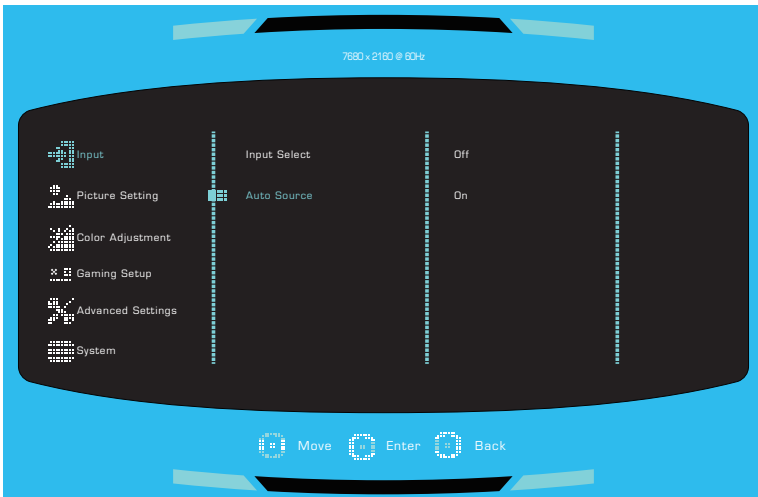 7680 x 2160 @ 60Hz
Input
Input Select
Off
Picture Setting
Auto Source
On
Color Adjustment
Gaming Setup
Advanced Settings
System
Move
Enter
Back